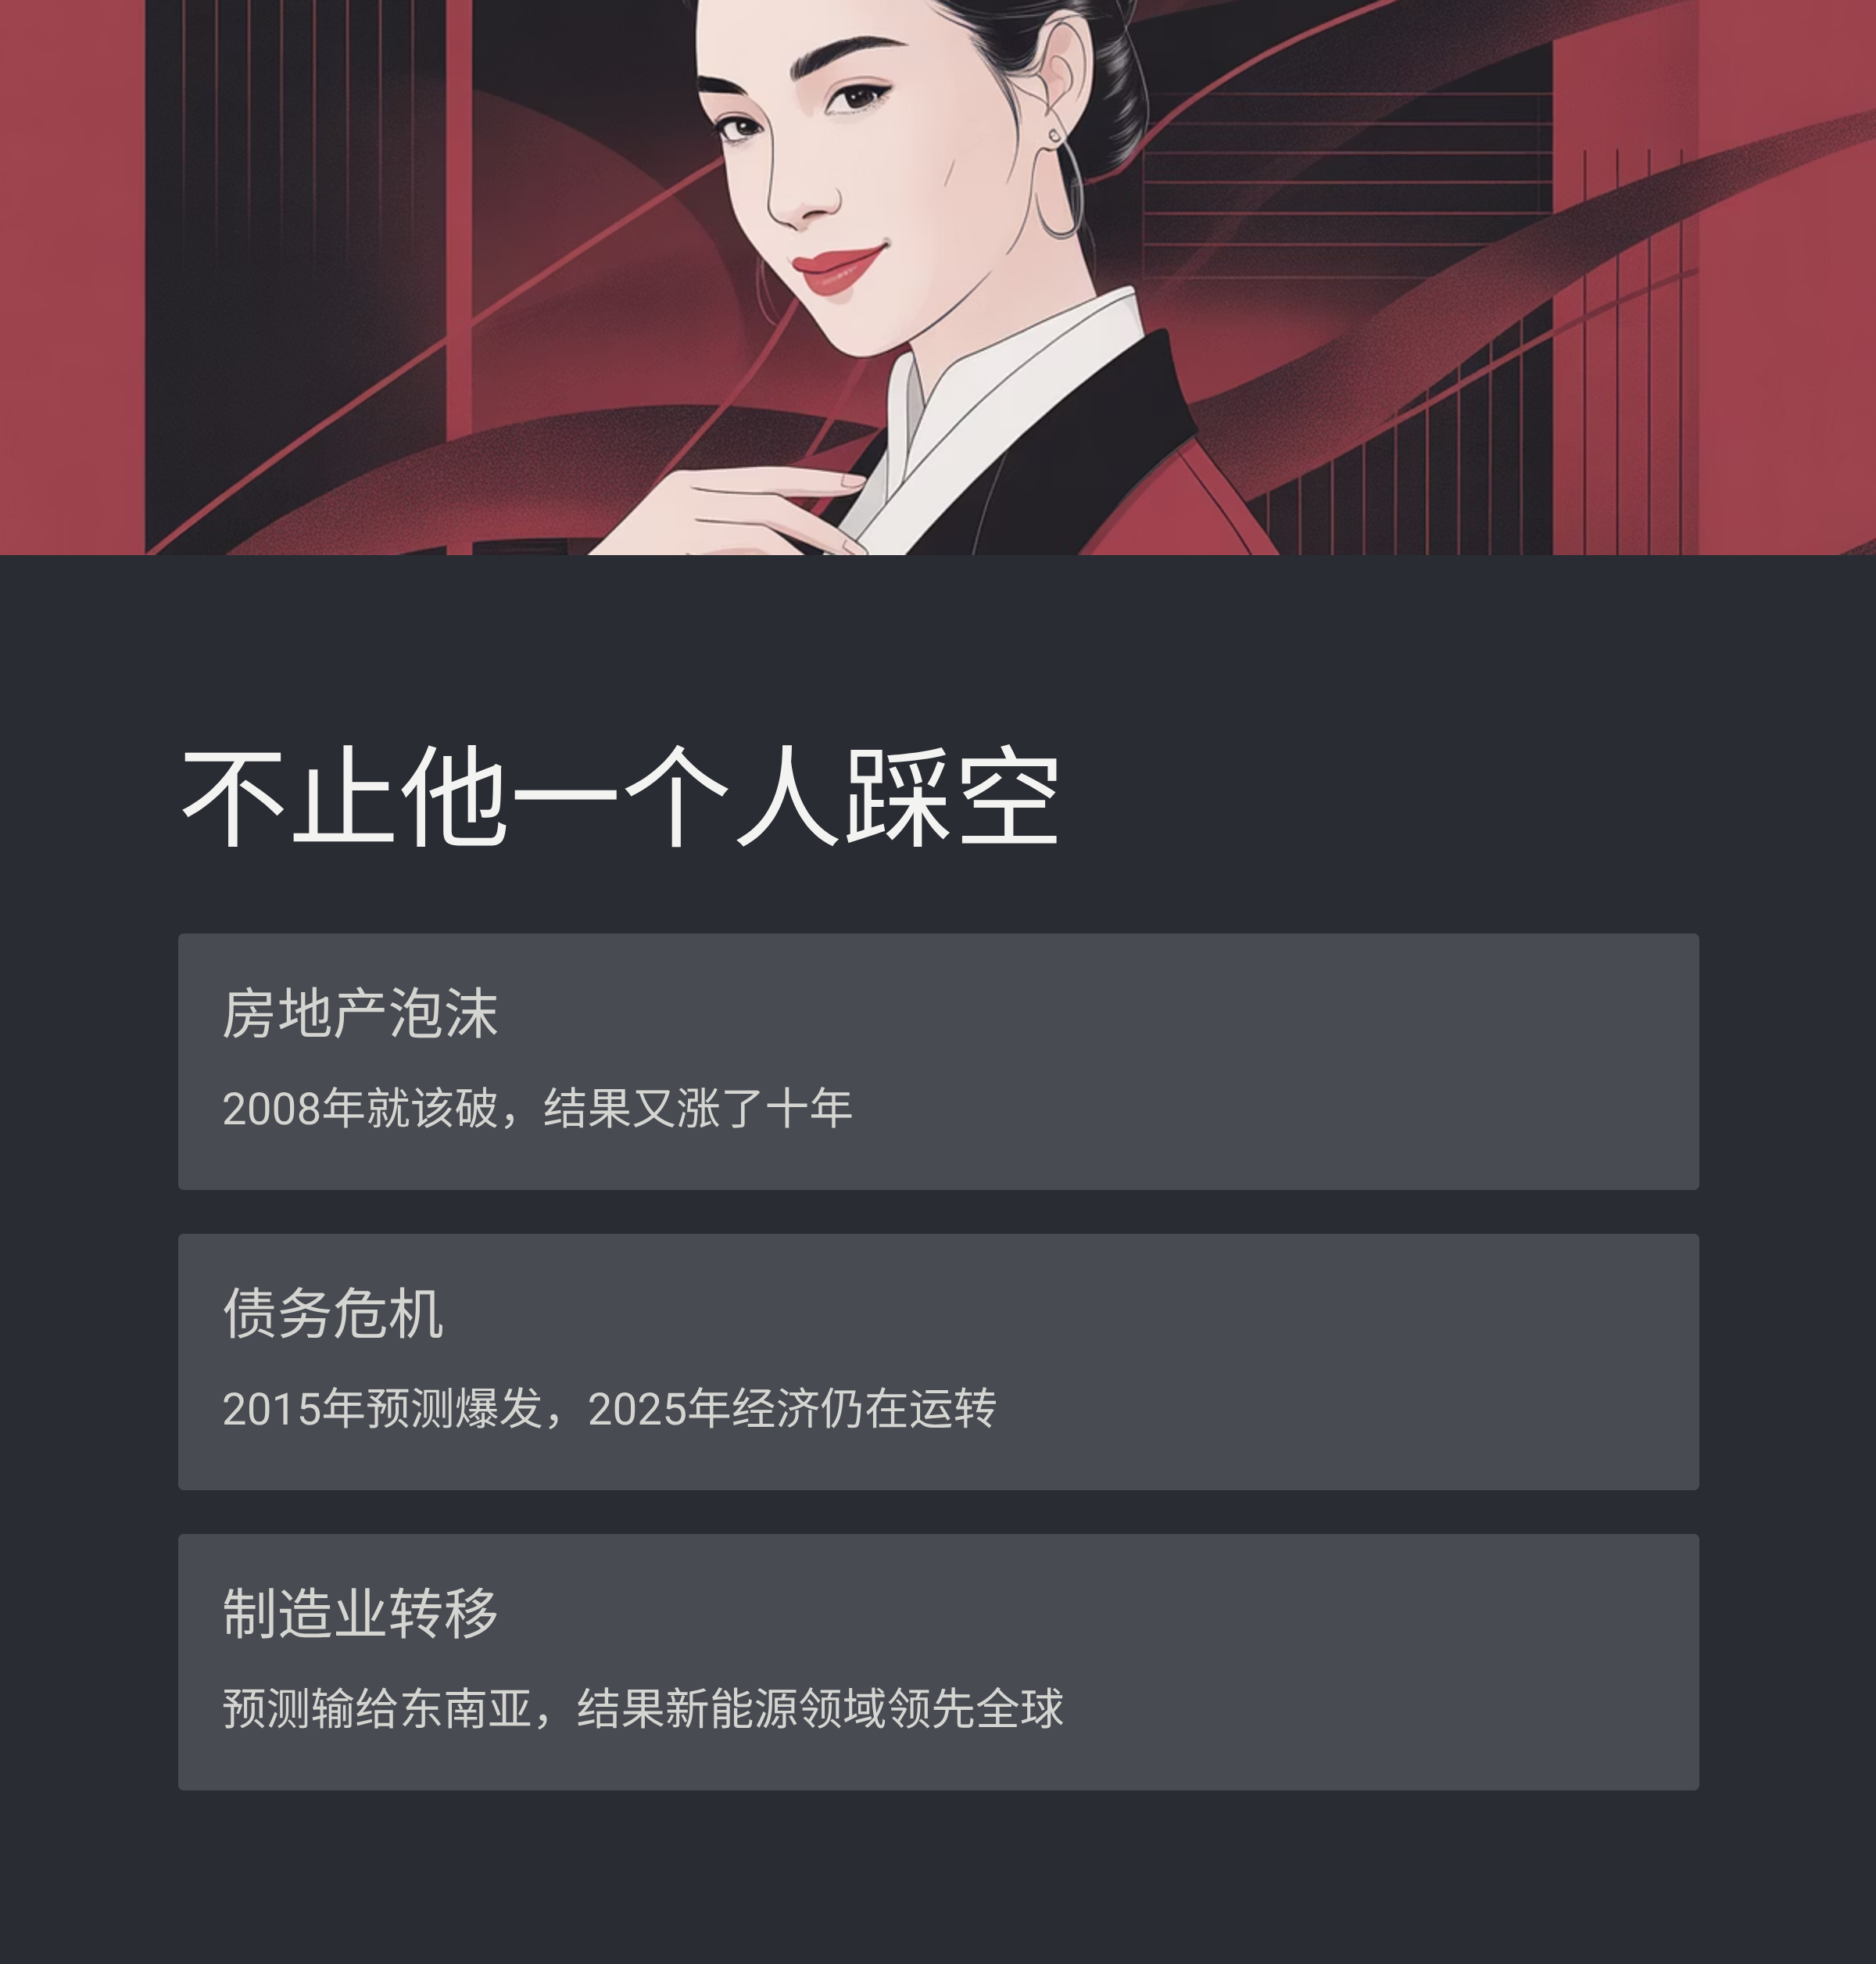 不止他一个人踩空
房地产泡沫
2008年就该破，结果又涨了十年
债务危机
2015年预测爆发，2025年经济仍在运转
制造业转移
预测输给东南亚，结果新能源领域领先全球